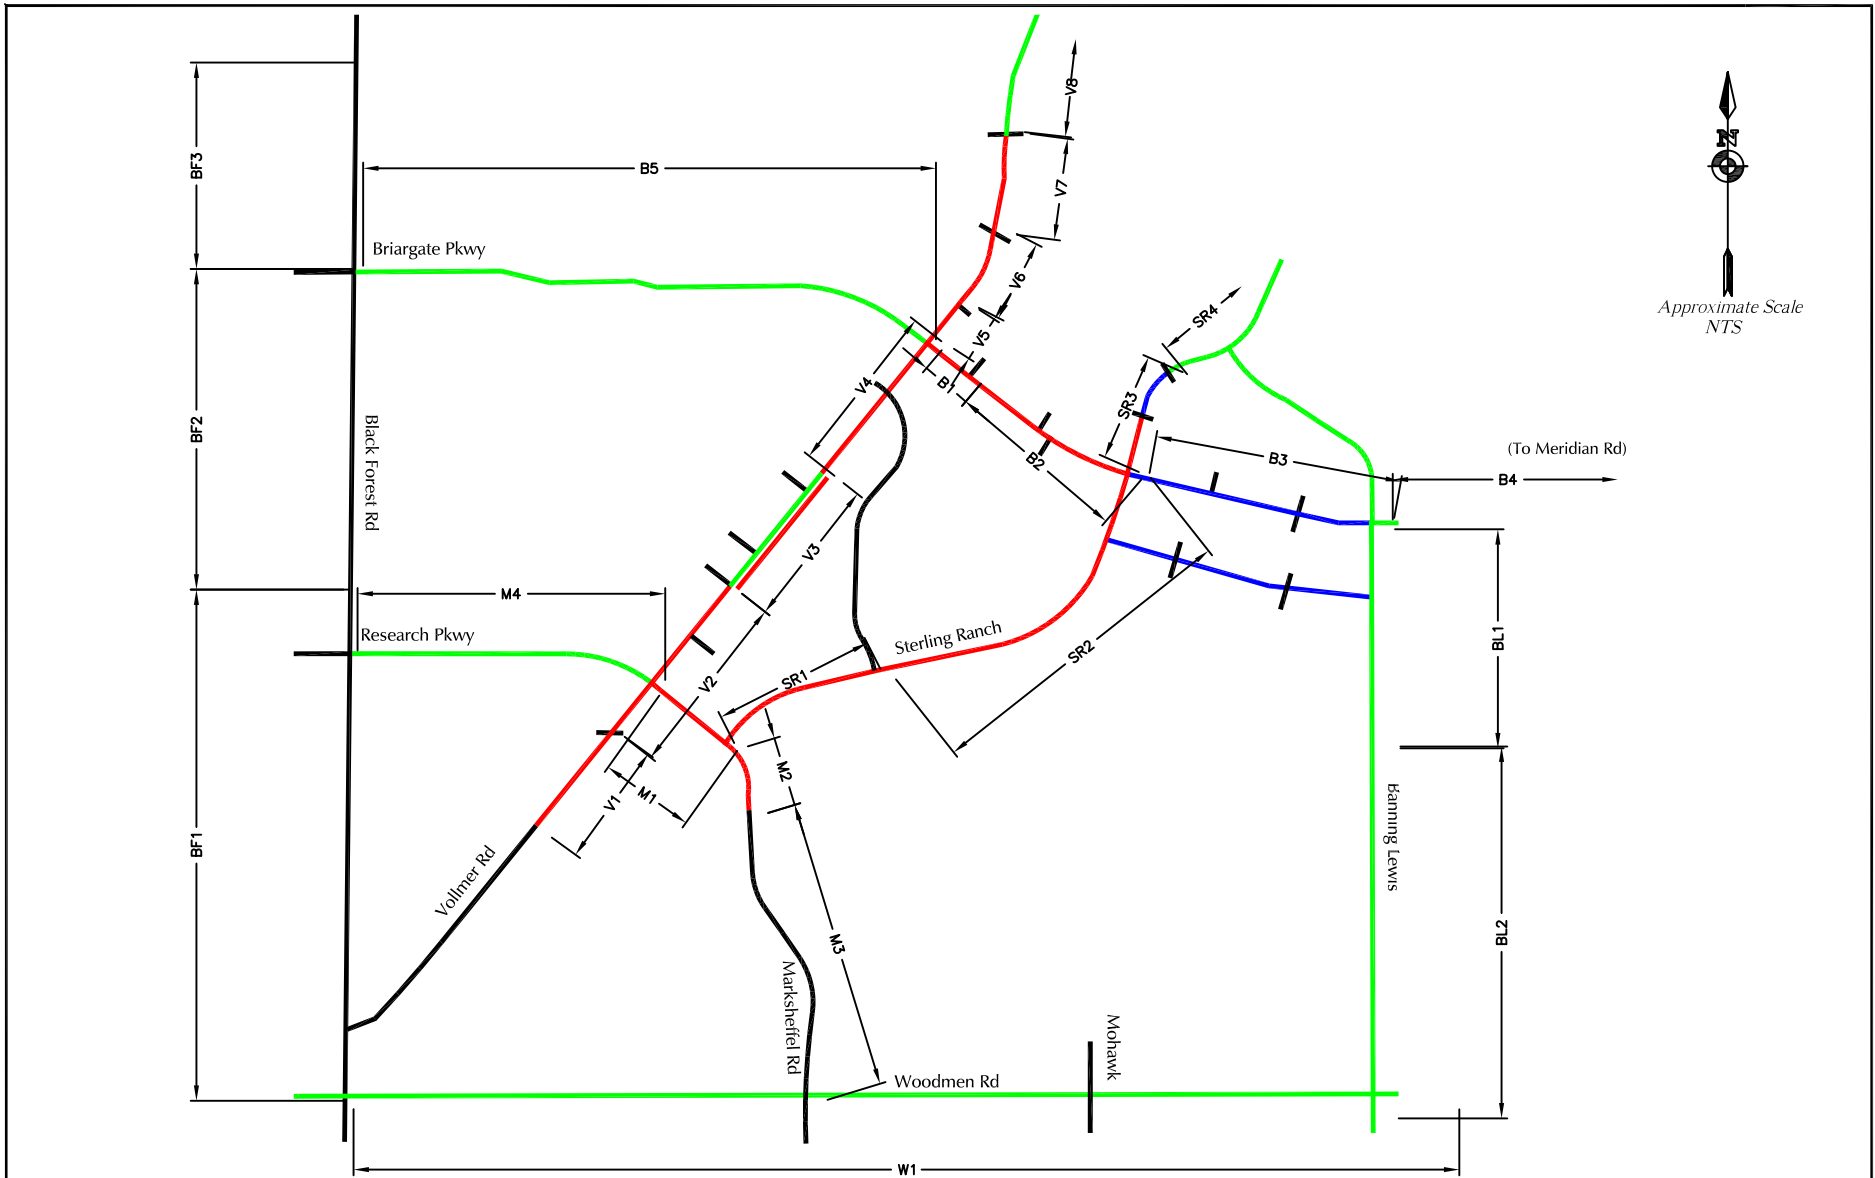 V8
BF3
B5
V7
Briargate Pkwy
V6
SR4
Approximate Scale
NTS
V5
V4
B1
SR3
BF2
Black Forest Rd
B2
B3
(To Meridian Rd)
B4
V3
M4
Research Pkwy
Sterling Ranch
SR2
BL1
SR1
V2
M2
V1
M1
BF1
Vollmer Rd
Banning Lewis
BL2
M3
Marksheffel Rd
Mohawk
Woodmen Rd
W1